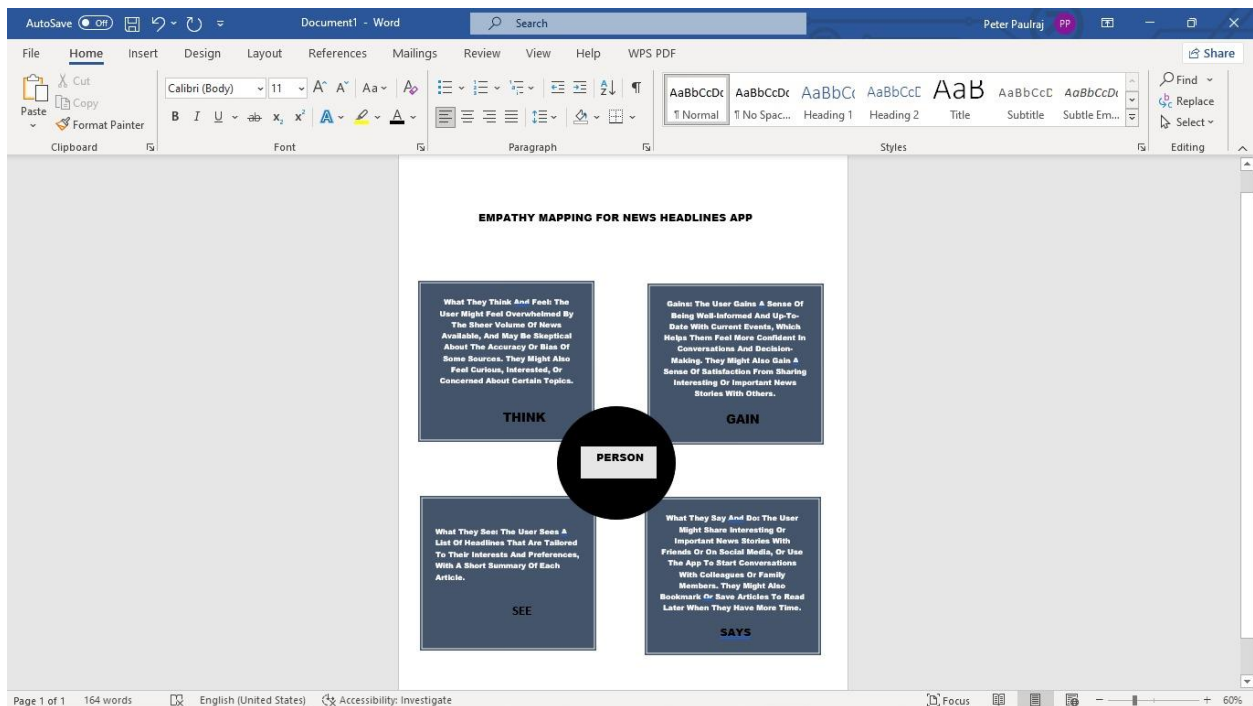 AutoSave Off Document1 - Word Search Peter Paulraj PP
File Home Insert Design Layout References Mailings Review View Help WPS PDF Share
Paste
Cut
Copy
Format Painter
Clipboard
Calibri (Body) 11 A^ Aˇ Aa A
B I U ab x₂ x² A A
Font
Paragraph
AaBbCcDc AaBbCcDc AaBbCc AaBbCcE AaB AaBbCcD AaBbCcDc
¶ Normal ¶ No Spac... Heading 1 Heading 2 Title Subtitle Subtle Em...
Styles
Find
Replace
Select
Editing
EMPATHY MAPPING FOR NEWS HEADLINES APP
What They Think And Feel: The
User Might Feel Overwhelmed By
The Sheer Volume Of News
Available, And May Be Skeptical
About The Accuracy Or Bias Of
Some Sources. They Might Also
Feel Curious, Interested, Or
Concerned About Certain Topics.
THINK
Gains: The User Gains A Sense Of
Being Well-Informed And Up-To-
Date With Current Events, Which
Helps Them Feel More Confident In
Conversations And Decision-
Making. They Might Also Gain A
Sense Of Satisfaction From Sharing
Interesting Or Important News
Stories With Others.
GAIN
PERSON
What They See: The User Sees A
List Of Headlines That Are Tailored
To Their Interests And Preferences,
With A Short Summary Of Each
Article.
SEE
What They Say And Do: The User
Might Share Interesting Or
Important News Stories With
Friends Or On Social Media, Or Use
The App To Start Conversations
With Colleagues Or Family
Members. They Might Also
Bookmark Or Save Articles To Read
Later When They Have More Time.
SAYS
Page 1 of 1 164 words English (United States) Accessibility: Investigate Focus 60%